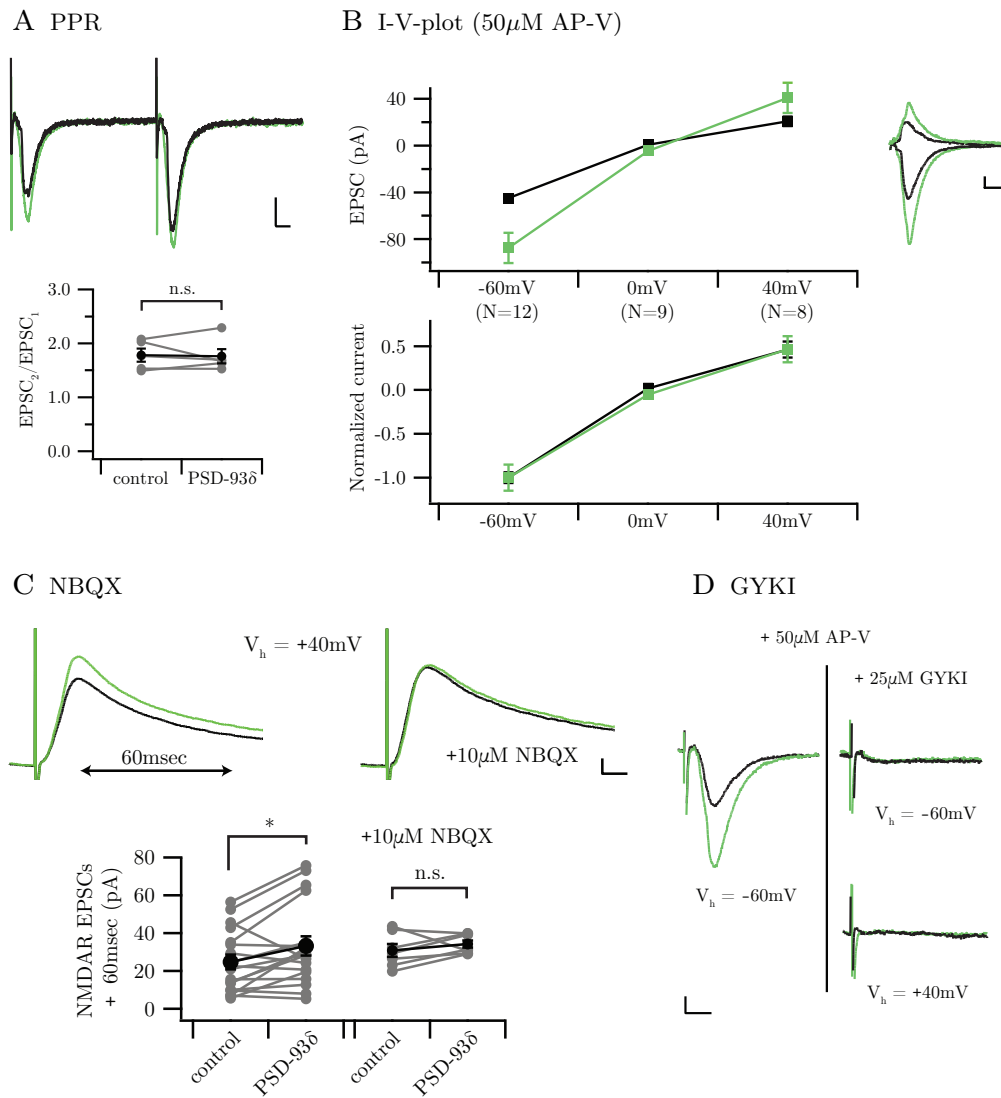 A PPR
n.s.
EPSC₂/EPSC₁
3.0
2.0
1.0
0.0
control
PSD-93δ
B I-V-plot (50μM AP-V)
EPSC (pA)
40
0
-40
-80
-60mV
(N=12)
0mV
(N=9)
40mV
(N=8)
Normalized current
0.5
0.0
-0.5
-1.0
-60mV
0mV
40mV
C NBQX
Vₕ = +40mV
60msec
+10μM NBQX
*
+10μM NBQX
n.s.
NMDAR EPSCs
+ 60msec (pA)
80
60
40
20
0
control
PSD-93δ
control
PSD-93δ
D GYKI
+ 50μM AP-V
+ 25μM GYKI
Vₕ = -60mV
Vₕ = -60mV
Vₕ = +40mV